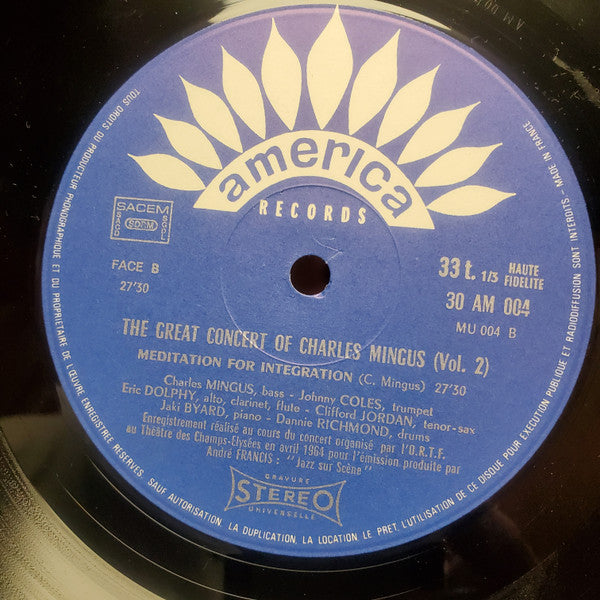 TOUS DROITS DU PRODUCTEUR PHONOGRAPHIQUE ET DU PROPRIETAIRE DE L'ŒUVRE ENREGISTREE RESERVES. SAUF AUTORISATION, LA DUPLICATION, LA LOCATION, LE PRET, L'UTILISATION DE CE DISQUE POUR EXECUTION PUBLIQUE ET RADIODIFFUSION SONT INTERDITS - MADE IN FRANCE
america
RECORDS
SACEM
SACD SDRM SGDL
FACE B
27'30
33 t. 1/3 HAUTE FIDELITE
30 AM 004
MU 004 B
THE GREAT CONCERT OF CHARLES MINGUS (Vol. 2)
MEDITATION FOR INTEGRATION (C. Mingus) 27'30
Charles MINGUS, bass - Johnny COLES, trumpet
Eric DOLPHY, alto, clarinet, flute - Clifford JORDAN, tenor-sax
Jaki BYARD, piano - Dannie RICHMOND, drums
Enregistrement réalisé au cours du concert organisé par l'O.R.T.F.
au Théâtre des Champs-Elysées en avril 1964 pour l'émission produite par
André FRANCIS : "Jazz sur Scène"
GRAVURE
STEREO
UNIVERSELLE